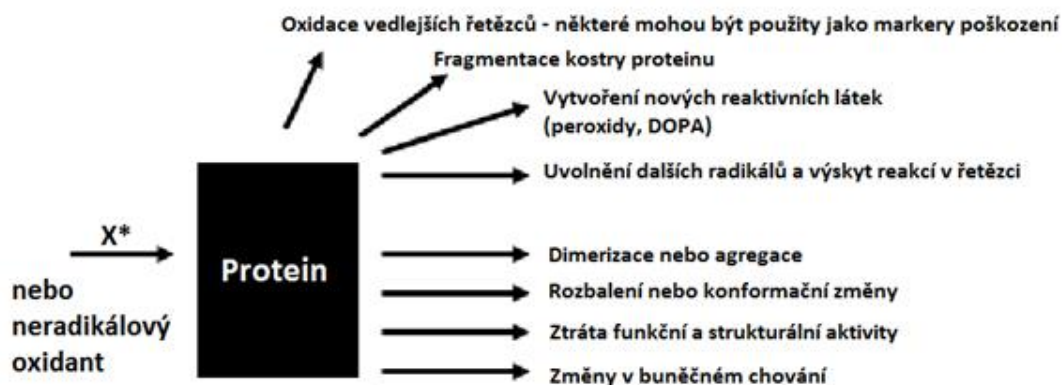 Oxidace vedlejších řetězců - některé mohou být použity jako markery poškození
Fragmentace kostry proteinu
Vytvoření nových reaktivních látek
(peroxidy, DOPA)
Uvolnění dalších radikálů a výskyt reakcí v řetězci
X*
Protein
nebo
neradikálový
oxidant
Dimerizace nebo agregace
Rozbalení nebo konformační změny
Ztráta funkční a strukturální aktivity
Změny v buněčném chování